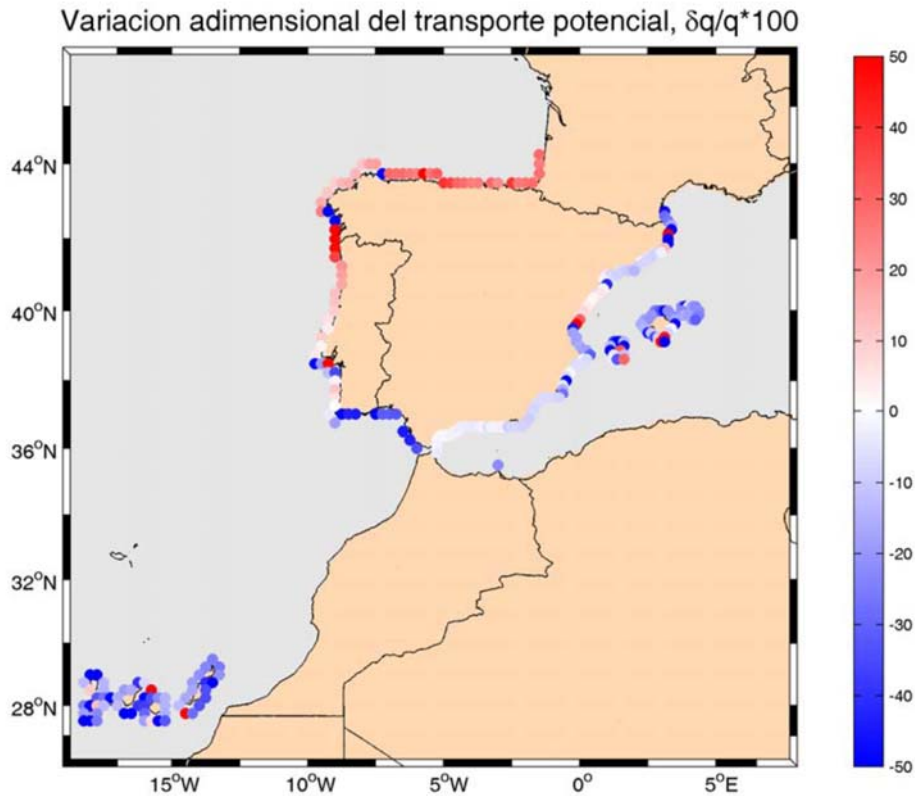 Variacion adimensional del transporte potencial, δq/q*100
44°N
40°N
36°N
32°N
28°N
15°W
10°W
5°W
0°
5°E
50
40
30
20
10
0
-10
-20
-30
-40
-50